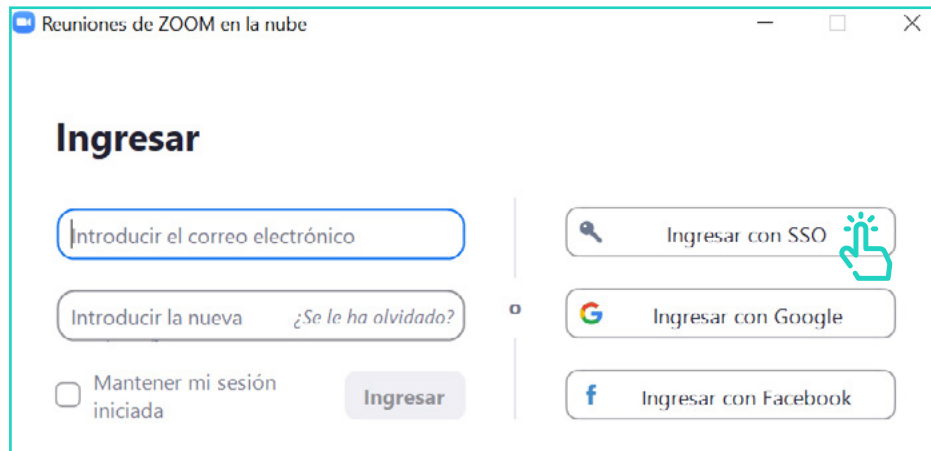 Reuniones de ZOOM en la nube
Ingresar
Introducir el correo electrónico
Introducir la nueva ¿Se le ha olvidado?
Mantener mi sesión
iniciada
Ingresar
o
Ingresar con SSO
G Ingresar con Google
f Ingresar con Facebook